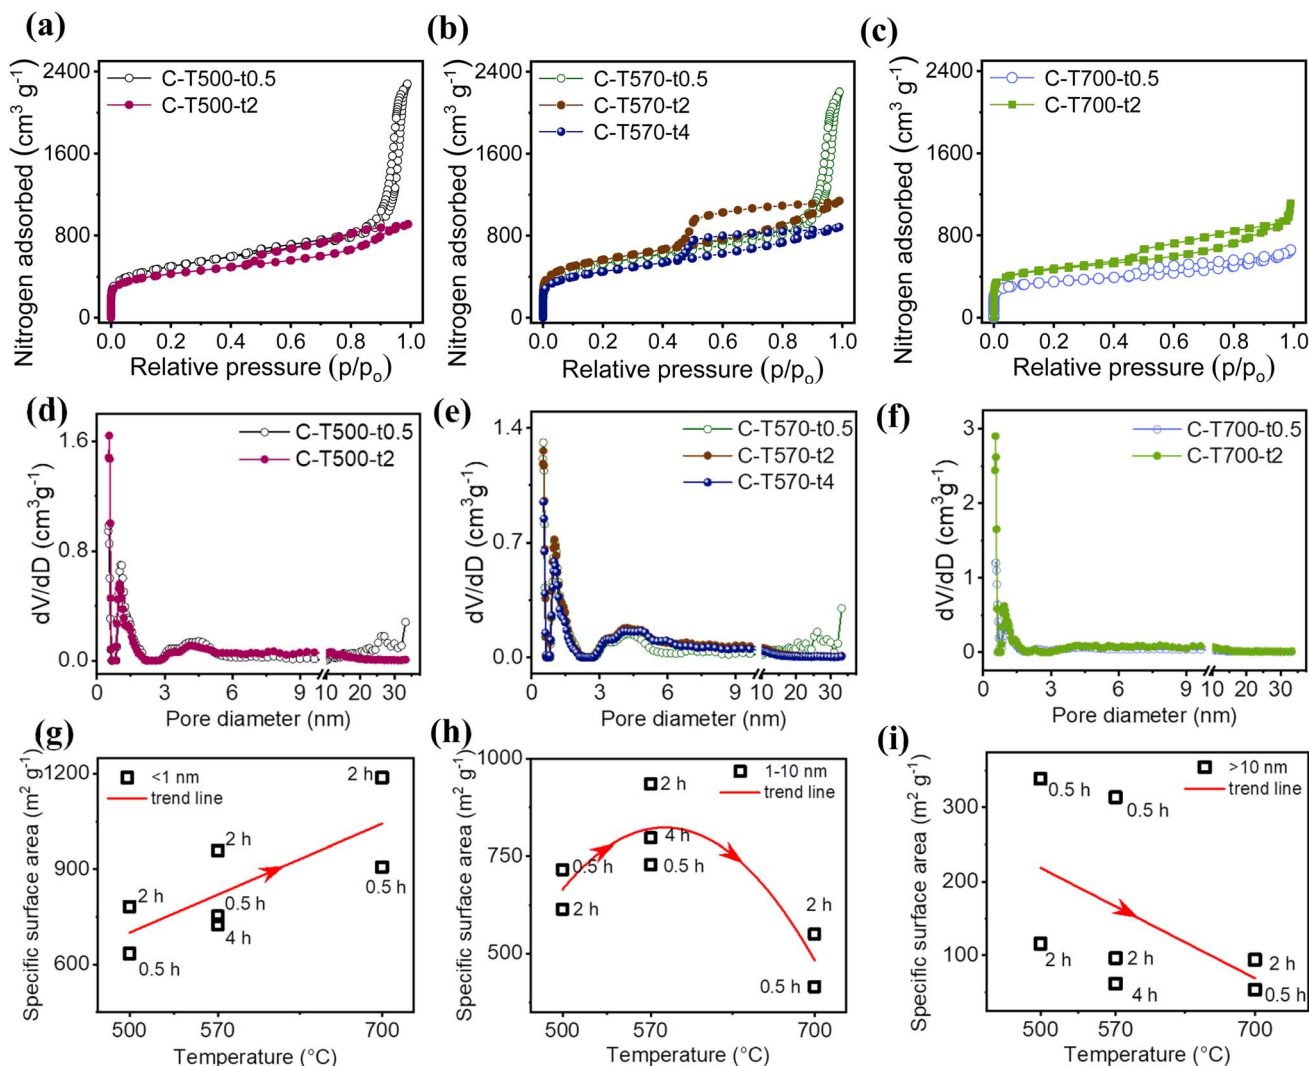 (a)
Nitrogen adsorbed (cm³ g⁻¹)
2400
1600
800
0
C-T500-t0.5
C-T500-t2
0.0 0.2 0.4 0.6 0.8 1.0
Relative pressure (p/pₒ)
(b)
Nitrogen adsorbed (cm³ g⁻¹)
2400
1600
800
0
C-T570-t0.5
C-T570-t2
C-T570-t4
0.0 0.2 0.4 0.6 0.8 1.0
Relative pressure (p/pₒ)
(c)
Nitrogen adsorbed (cm³ g⁻¹)
2400
1600
800
0
C-T700-t0.5
C-T700-t2
0.0 0.2 0.4 0.6 0.8 1.0
Relative pressure (p/pₒ)
(d)
dV/dD (cm³g⁻¹)
1.6
0.8
0.0
C-T500-t0.5
C-T500-t2
0 3 6 9 10 20 30
Pore diameter (nm)
(e)
dV/dD (cm³g⁻¹)
1.4
0.7
0.0
C-T570-t0.5
C-T570-t2
C-T570-t4
0 3 6 9 10 20 30
Pore diameter (nm)
(f)
dV/dD (cm³g⁻¹)
3
2
1
0
C-T700-t0.5
C-T700-t2
0 3 6 9 10 20 30
Pore diameter (nm)
(g)
Specific surface area (m² g⁻¹)
1200
900
600
<1 nm
trend line
2 h
2 h
0.5 h
2 h
0.5 h
4 h
0.5 h
500 570 700
Temperature (°C)
(h)
Specific surface area (m² g⁻¹)
1000
750
500
1-10 nm
trend line
2 h
4 h
0.5 h
0.5 h
2 h
2 h
0.5 h
500 570 700
Temperature (°C)
(i)
Specific surface area (m² g⁻¹)
300
200
100
>10 nm
trend line
0.5 h
0.5 h
2 h
2 h
4 h
2 h
0.5 h
500 570 700
Temperature (°C)